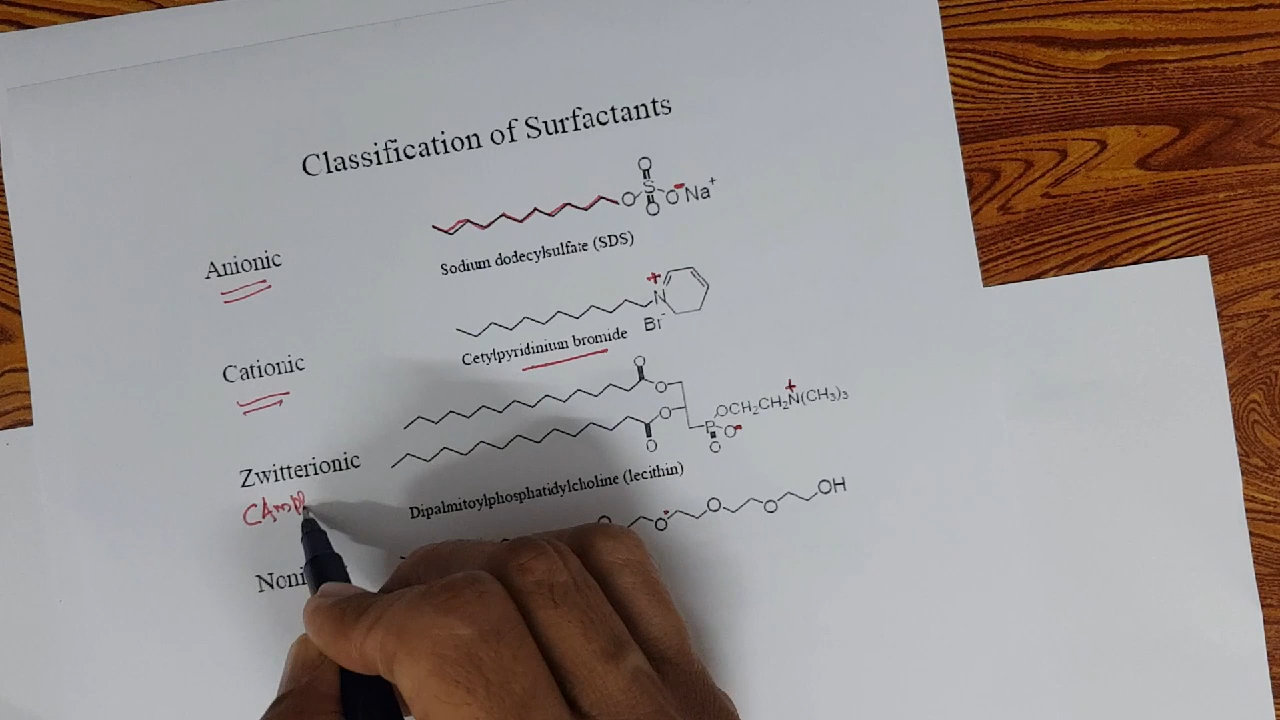 Classification of Surfactants
O S O O O⁻ Na⁺
Anionic
Sodium dodecylsulfate (SDS)
N⁺
Br⁻
Cetylpyridinium bromide
Cationic
O O O O P O O⁻ OCH₂CH₂N⁺(CH₃)₃
Zwitterionic
Dipalmitoylphosphatidylcholine (lecithin)
O O O O OH